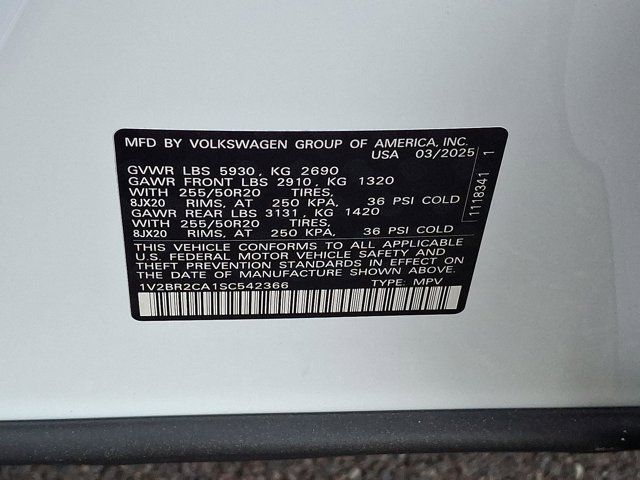 MFD BY VOLKSWAGEN GROUP OF AMERICA, INC.
USA 03/2025
GVWR LBS 5930, KG 2690
GAWR FRONT LBS 2910, KG 1320
WITH 255/50R20 TIRES,
8JX20 RIMS, AT 250 KPA, 36 PSI COLD
GAWR REAR LBS 3131, KG 1420
WITH 255/50R20 TIRES,
8JX20 RIMS, AT 250 KPA, 36 PSI COLD
THIS VEHICLE CONFORMS TO ALL APPLICABLE
U.S. FEDERAL MOTOR VEHICLE SAFETY AND
THEFT PREVENTION STANDARDS IN EFFECT ON
THE DATE OF MANUFACTURE SHOWN ABOVE.
1V2BR2CA1SC542366 TYPE: MPV
1118341 1